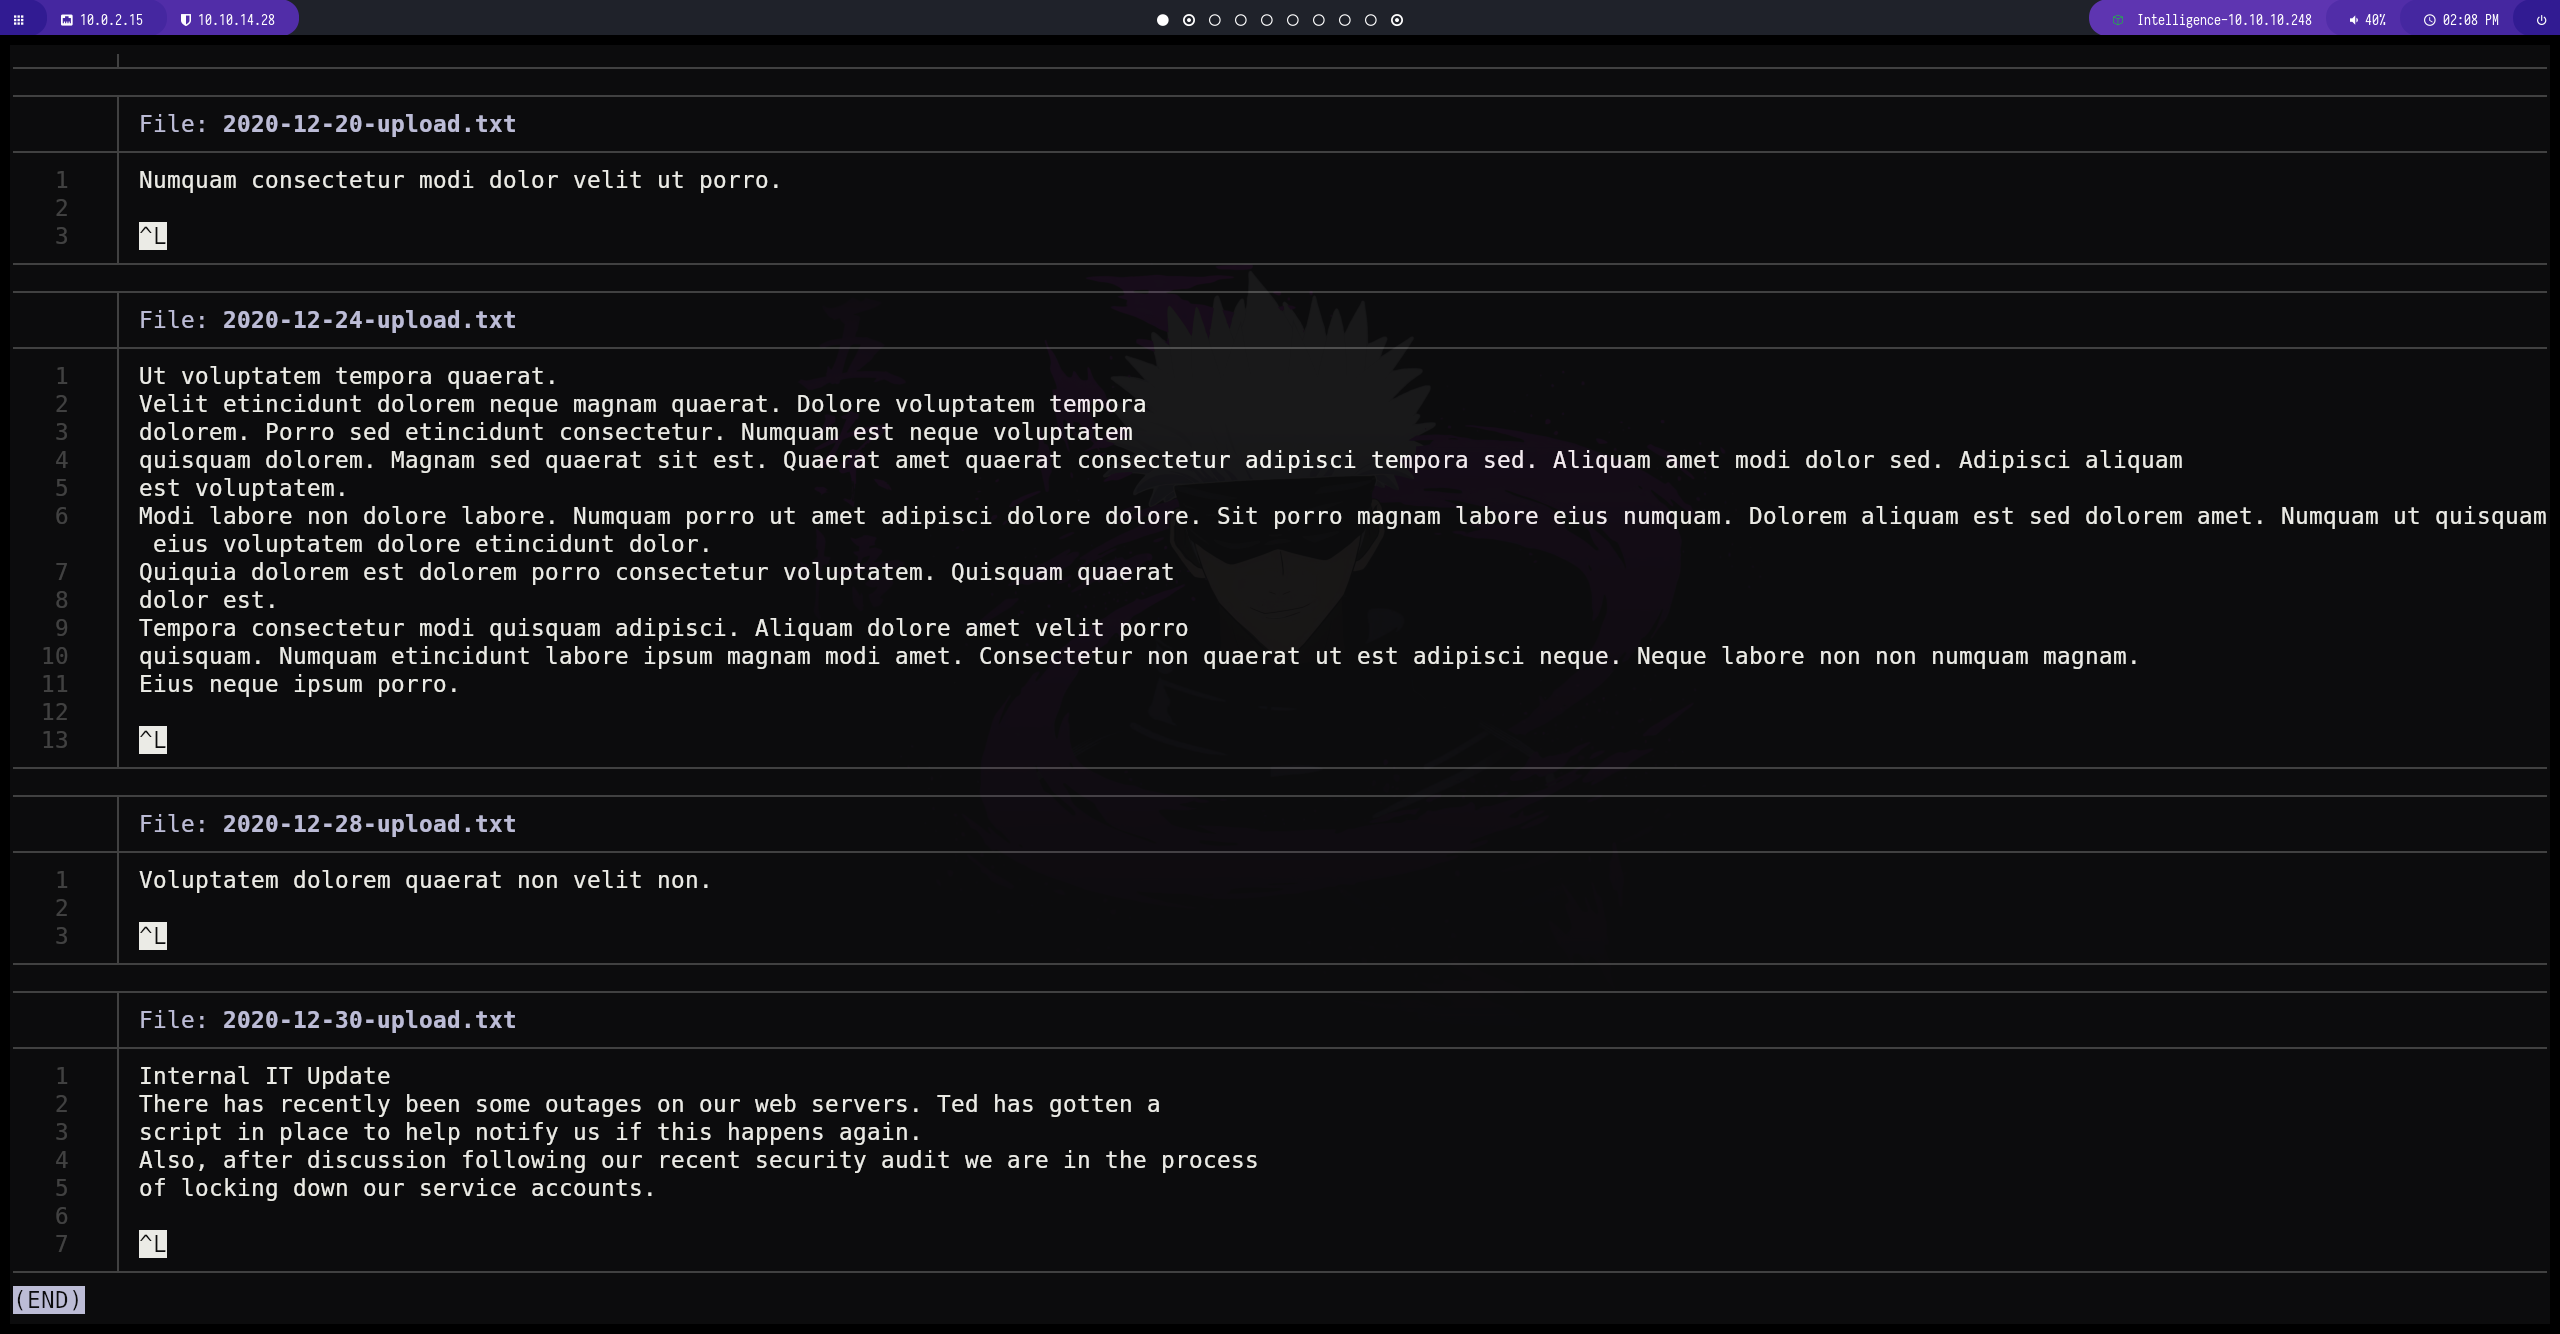 10.0.2.15 10.10.14.28 Intelligence-10.10.10.248 40% 02:08 PM
File: 2020-12-20-upload.txt
1 Numquam consectetur modi dolor velit ut porro.
2
3 ^L
File: 2020-12-24-upload.txt
1 Ut voluptatem tempora quaerat.
2 Velit etincidunt dolorem neque magnam quaerat. Dolore voluptatem tempora
3 dolorem. Porro sed etincidunt consectetur. Numquam est neque voluptatem
4 quisquam dolorem. Magnam sed quaerat sit est. Quaerat amet quaerat consectetur adipisci tempora sed. Aliquam amet modi dolor sed. Adipisci aliquam
5 est voluptatem.
6 Modi labore non dolore labore. Numquam porro ut amet adipisci dolore dolore. Sit porro magnam labore eius numquam. Dolorem aliquam est sed dolorem amet. Numquam ut quisquam
eius voluptatem dolore etincidunt dolor.
7 Quiquia dolorem est dolorem porro consectetur voluptatem. Quisquam quaerat
8 dolor est.
9 Tempora consectetur modi quisquam adipisci. Aliquam dolore amet velit porro
10 quisquam. Numquam etincidunt labore ipsum magnam modi amet. Consectetur non quaerat ut est adipisci neque. Neque labore non non numquam magnam.
11 Eius neque ipsum porro.
12
13 ^L
File: 2020-12-28-upload.txt
1 Voluptatem dolorem quaerat non velit non.
2
3 ^L
File: 2020-12-30-upload.txt
1 Internal IT Update
2 There has recently been some outages on our web servers. Ted has gotten a
3 script in place to help notify us if this happens again.
4 Also, after discussion following our recent security audit we are in the process
5 of locking down our service accounts.
6
7 ^L
(END)